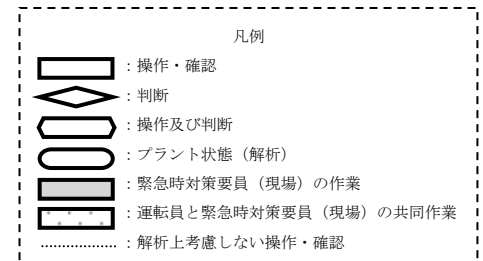 凡例
：操作・確認
：判断
：操作及び判断
：プラント状態（解析）
：緊急時対策要員（現場）の作業
：運転員と緊急時対策要員（現場）の共同作業
：解析上考慮しない操作・確認